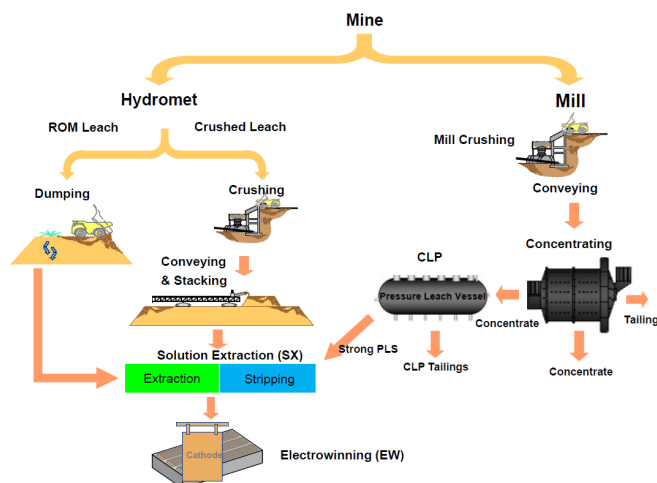 Mine
Hydromet
Mill
ROM Leach
Crushed Leach
Mill Crushing
Dumping
Crushing
Conveying
Conveying
& Stacking
CLP
Concentrating
Pressure Leach Vessel
Concentrate
Tailing
Strong PLS
Solution Extraction (SX)
CLP Tailings
Concentrate
Extraction
Stripping
Cathode
Electrowinning (EW)